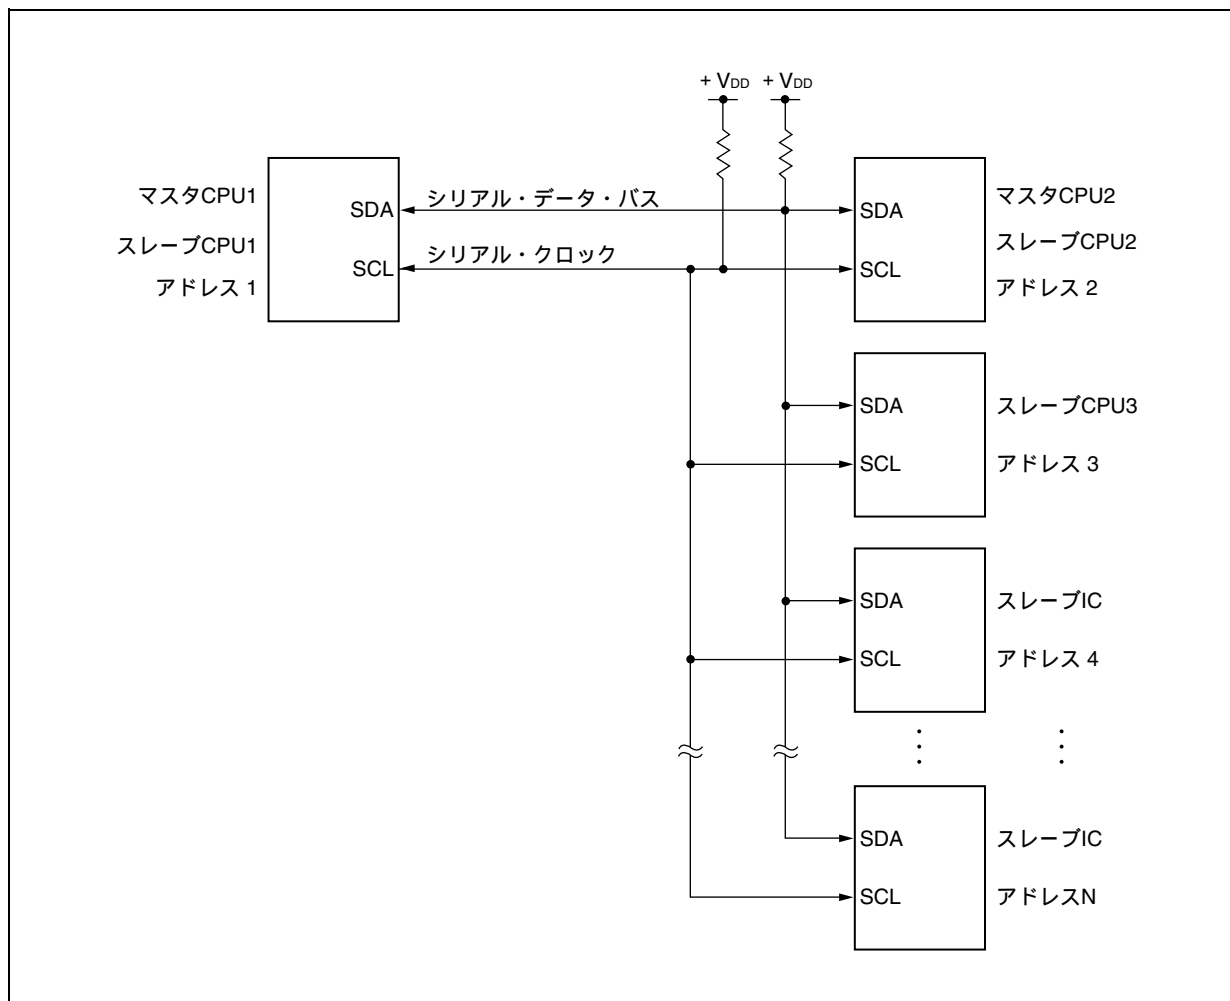 + VDD + VDD
マスタCPU1
スレーブCPU1
アドレス 1
SDA
SCL
シリアル・データ・バス
シリアル・クロック
SDA
SCL
マスタCPU2
スレーブCPU2
アドレス 2
SDA
SCL
スレーブCPU3
アドレス 3
SDA
SCL
スレーブIC
アドレス 4
SDA
SCL
スレーブIC
アドレスN